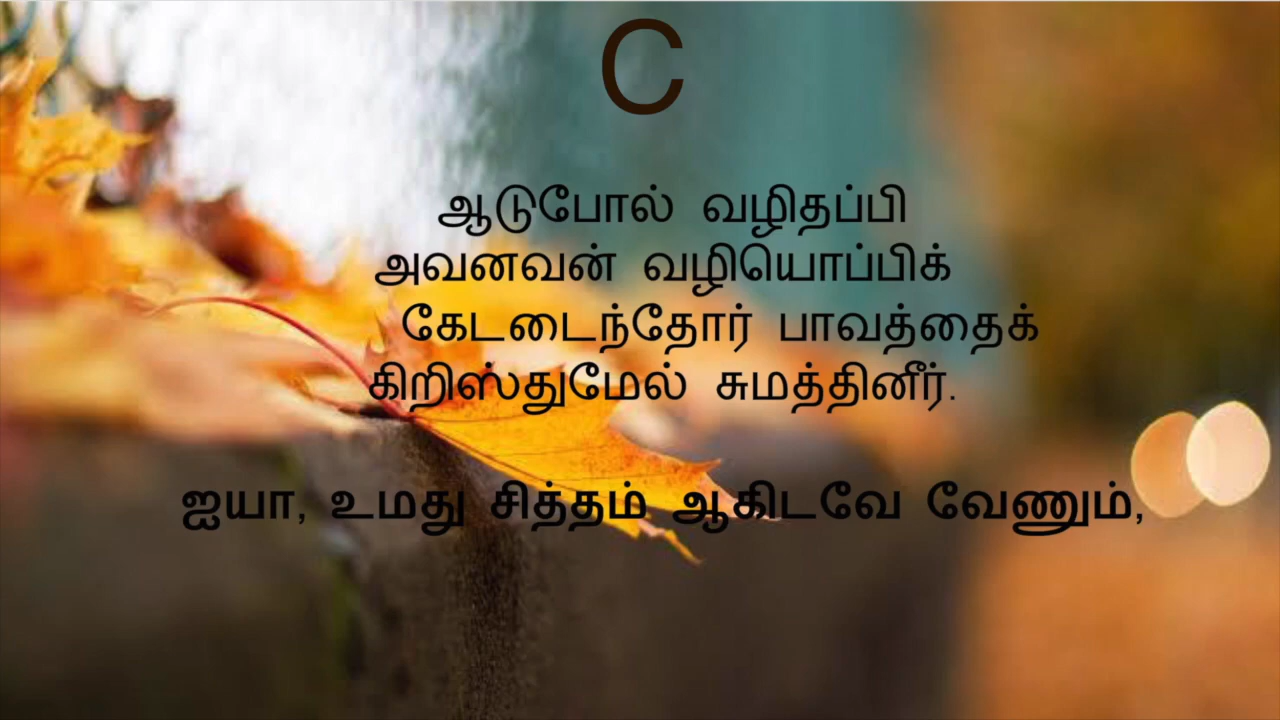 C
ஆடுபோல் வழிதப்பி
அவனவன் வழியொப்பிக்
கேடடைந்தோர் பாவத்தைக்
கிறிஸ்துமேல் சுமத்தினீர்.
ஐயா, உமது சித்தம் ஆகிடவே வேணும்,